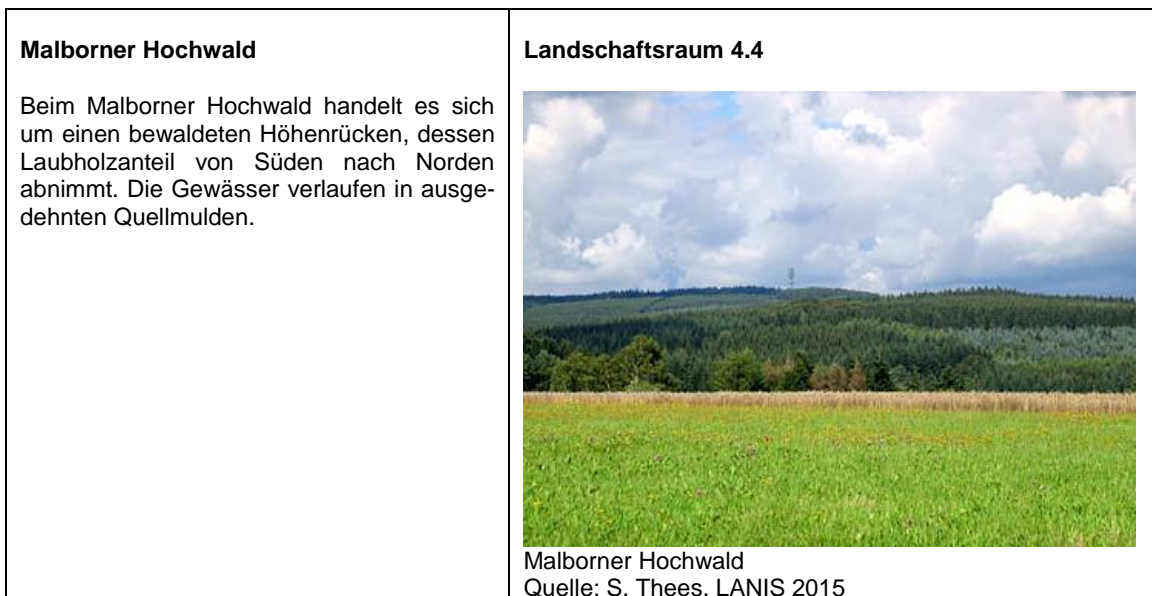 Malborner Hochwald
Beim Malborner Hochwald handelt es sich
um einen bewaldeten Höhenrücken, dessen
Laubholzanteil von Süden nach Norden
abnimmt. Die Gewässer verlaufen in ausge-
dehnten Quellmulden.
Landschaftsraum 4.4
Malborner Hochwald
Quelle: S. Thees, LANIS 2015